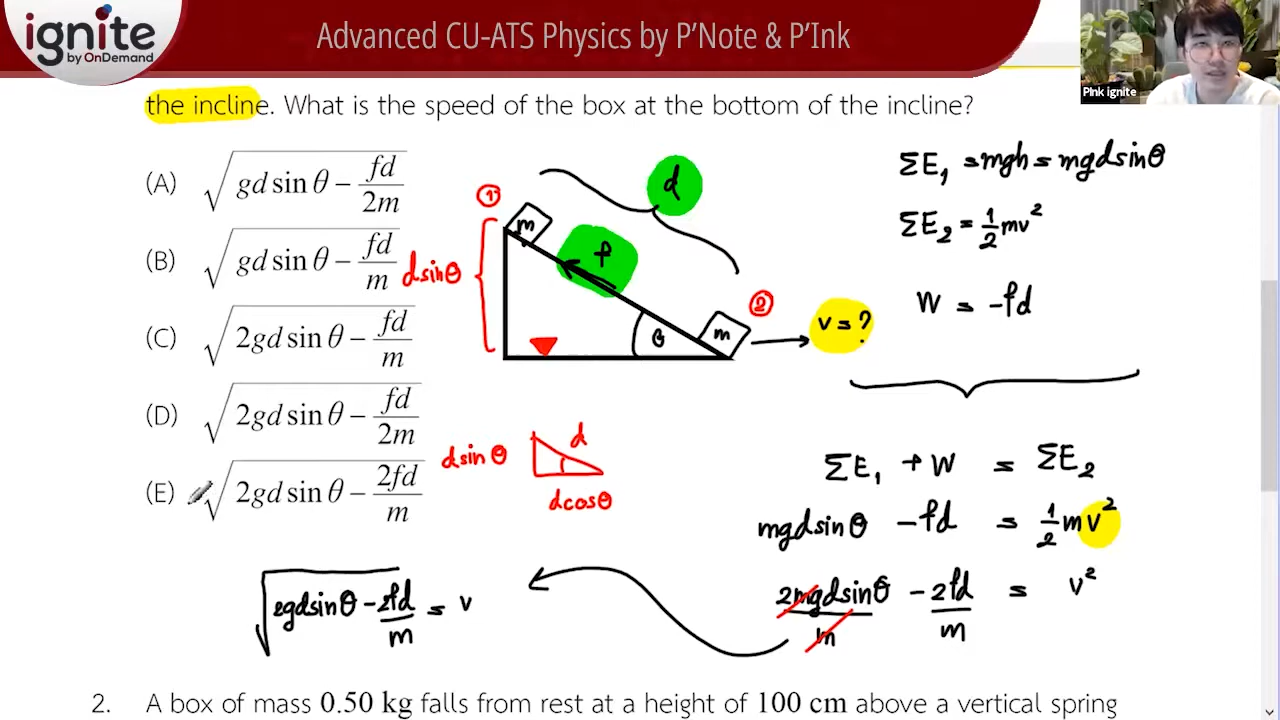 ignite
by OnDemand
Advanced CU-ATS Physics by P'Note & P'Ink
P!nk ignite
the incline. What is the speed of the box at the bottom of the incline?
(A) √(gd sin θ − fd/2m)
(B) √(gd sin θ − fd/m)
(C) √(2gd sin θ − fd/m)
(D) √(2gd sin θ − fd/2m)
(E) √(2gd sin θ − 2fd/m)
①
m
d
f
dsinθ
θ
②
m
v = ?
dsinθ
d
dcosθ
ΣE₁ = mgh = mgdsinθ
ΣE₂ = ½mv²
W = -fd
ΣE₁ + W = ΣE₂
mgdsinθ - fd = ½mv²
2mgdsinθ/m - 2fd/m = v²
√(2gdsinθ - 2fd/m) = v
2. A box of mass 0.50 kg falls from rest at a height of 100 cm above a vertical spring